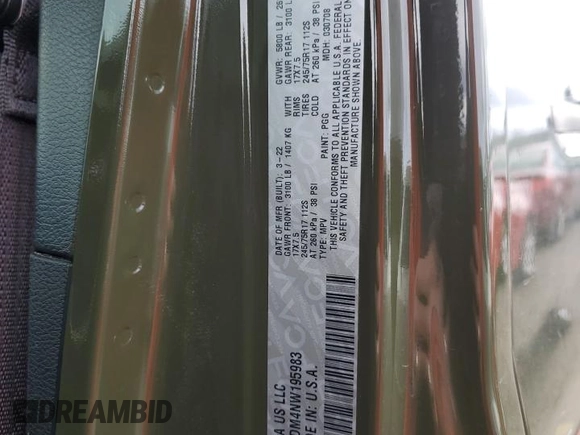 A US LLC
DM4NW195983
DE IN: U.S.A.
DATE OF MFR (BUILT): 3-22
GVWR: 5800 LB / 26
GAWR FRONT: 3100 LB / 1407 KG WITH
GAWR REAR: 3100 L
17X7.5 RIMS 17X7.5
245/75R17 112S TIRES 245/75R17 112S
AT 260 kPa / 38 PSI COLD AT 260 kPa / 38 PSI
TYPE: MPV PAINT: PGG MDH: 030708
THIS VEHICLE CONFORMS TO ALL APPLICABLE U.S.A. FEDERAL
SAFETY AND THEFT PREVENTION STANDARDS IN EFFECT ON
MANUFACTURE SHOWN ABOVE.
DREAMBID